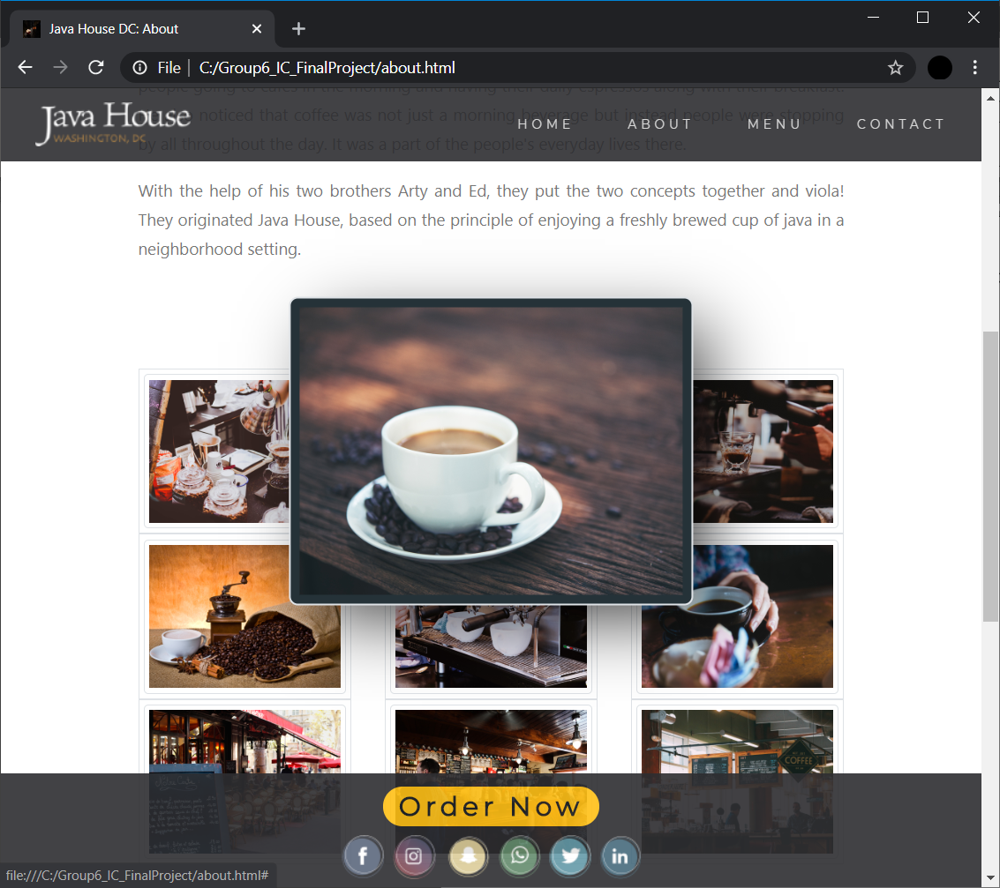 Java House DC: About
File | C:/Group6_IC_FinalProject/about.html
people going to cafes in the morning and having their daily espressos along with their breakfast.
Java House
WASHINGTON, DC
HOME ABOUT MENU CONTACT
noticed that coffee was not just a morning beverage but instead people were stopping
by all throughout the day. It was a part of the people's everyday lives there.
With the help of his two brothers Arty and Ed, they put the two concepts together and viola!
They originated Java House, based on the principle of enjoying a freshly brewed cup of java in a
neighborhood setting.
COFFEE
Order Now
f
in
file:///C:/Group6_IC_FinalProject/about.html#